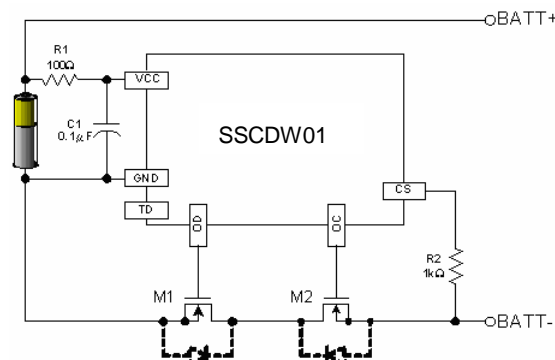 BATT+
R1
100Ω
VCC
C1
0.1μF
SSCDW01
GND
TD
CS
OD
OC
R2
1kΩ
M1
M2
BATT-